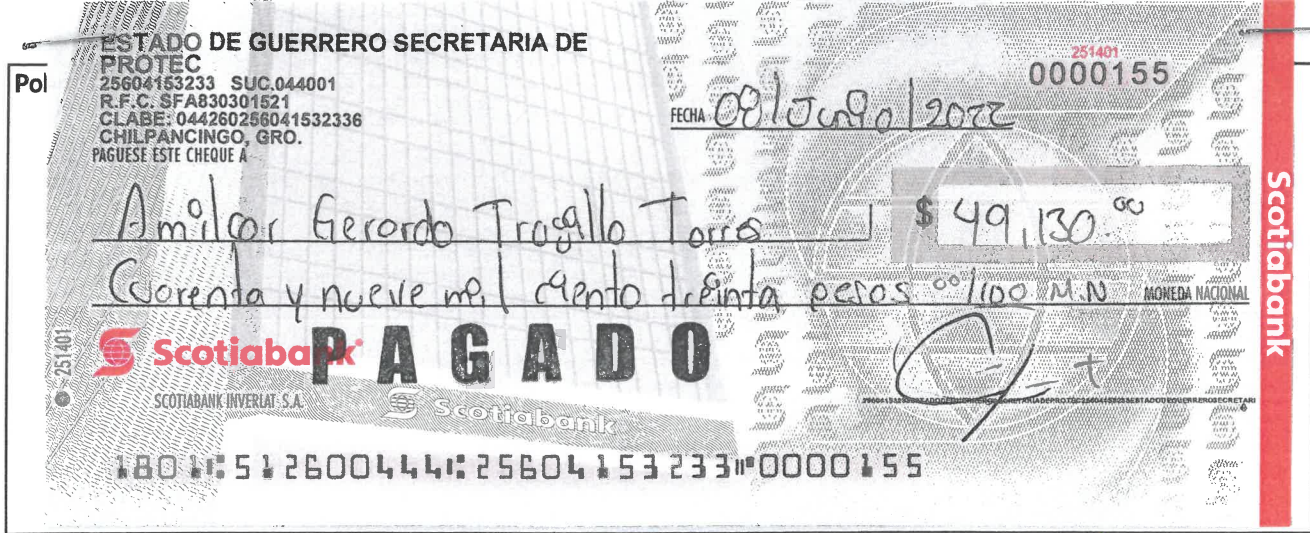 ESTADO DE GUERRERO SECRETARIA DE
PROTEC
Pol
25604153233 SUC.044001
R.F.C. SFA830301521
CLABE: 044260256041532336
CHILPANCINGO, GRO.
PAGUESE ESTE CHEQUE A
251401
0000155
FECHA 08/Junio/2022
Amilcar Gerardo Tragallo Torres
$ 49,130.00
Cuarenta y nueve mil ciento treinta pesos 00/100 M.N MONEDA NACIONAL
251401
Scotiabank
PAGADO
SCOTIABANK INVERLAT S.A.
Scotiabank
1801 51260044 25604153233 0000155
Scotiabank